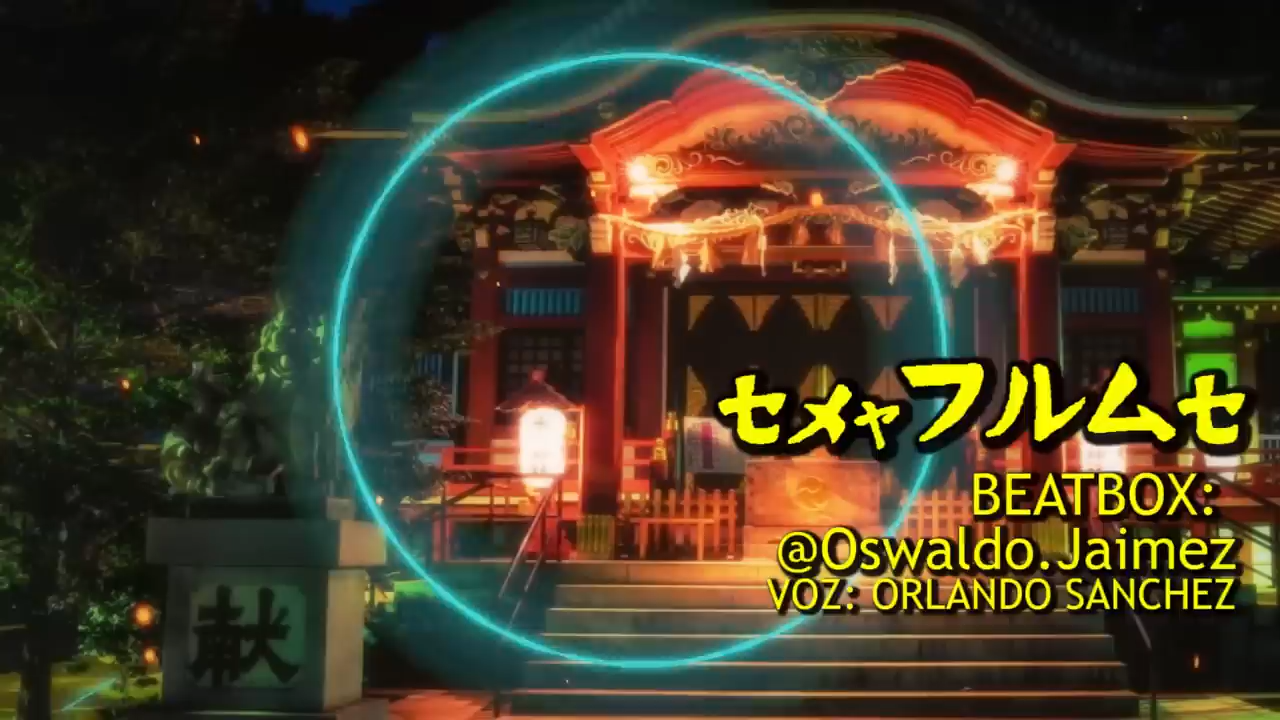 セメャフルムセ
BEATBOX:
@Oswaldo.Jaimez
VOZ: ORLANDO SANCHEZ
献